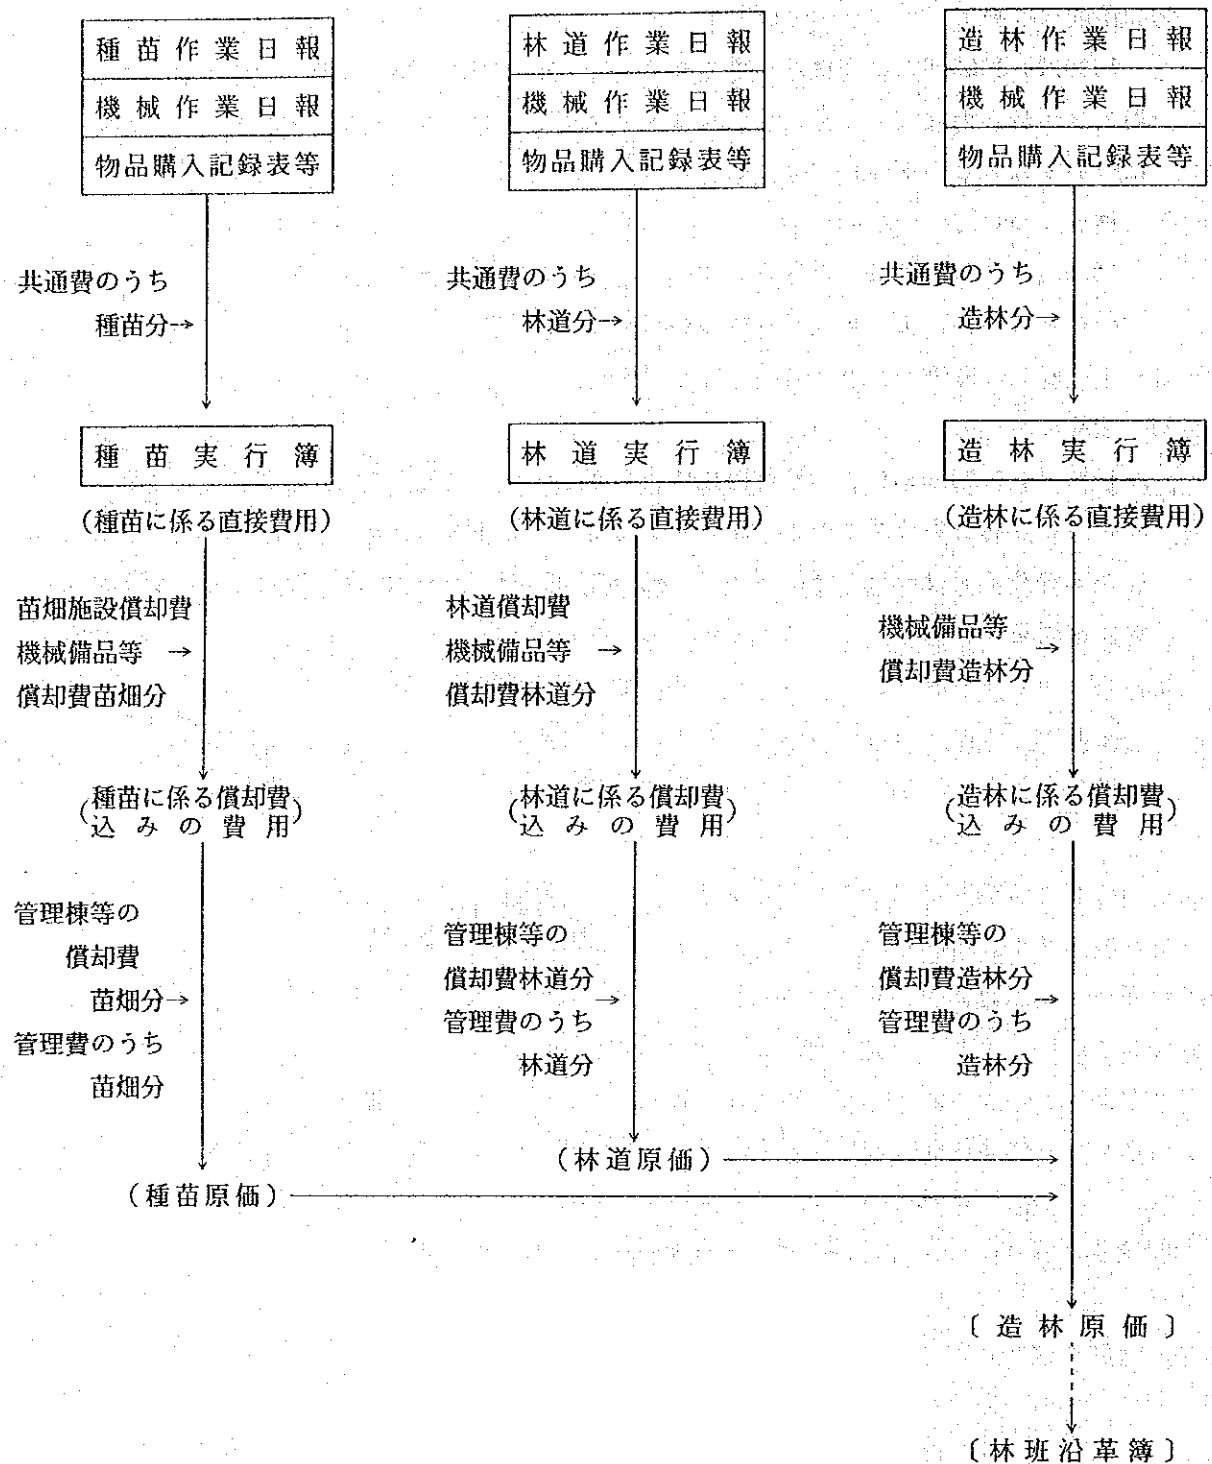 種苗作業日報
機械作業日報
物品購入記録表等
共通費のうち
種苗分→
種苗実行簿
(種苗に係る直接費用)
苗畑施設償却費
機械備品等 →
償却費苗畑分
(種苗に係る償却費
込みの費用)
管理棟等の
償却費
苗畑分→
管理費のうち
苗畑分
(種苗原価)
林道作業日報
機械作業日報
物品購入記録表等
共通費のうち
林道分→
林道実行簿
(林道に係る直接費用)
林道償却費
機械備品等 →
償却費林道分
(林道に係る償却費
込みの費用)
管理棟等の
償却費林道分→
管理費のうち
林道分
(林道原価)
造林作業日報
機械作業日報
物品購入記録表等
共通費のうち
造林分→
造林実行簿
(造林に係る直接費用)
機械備品等 →
償却費造林分
(造林に係る償却費
込みの費用)
管理棟等の
償却費造林分→
管理費のうち
造林分
〔造林原価〕
〔林班沿革簿〕